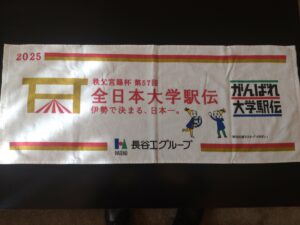 2025
秩父宮賜杯 第57回
全日本大学駅伝
伊勢で決まる、日本一。
がんばれ
大学駅伝
HASEKO
長谷工グループ